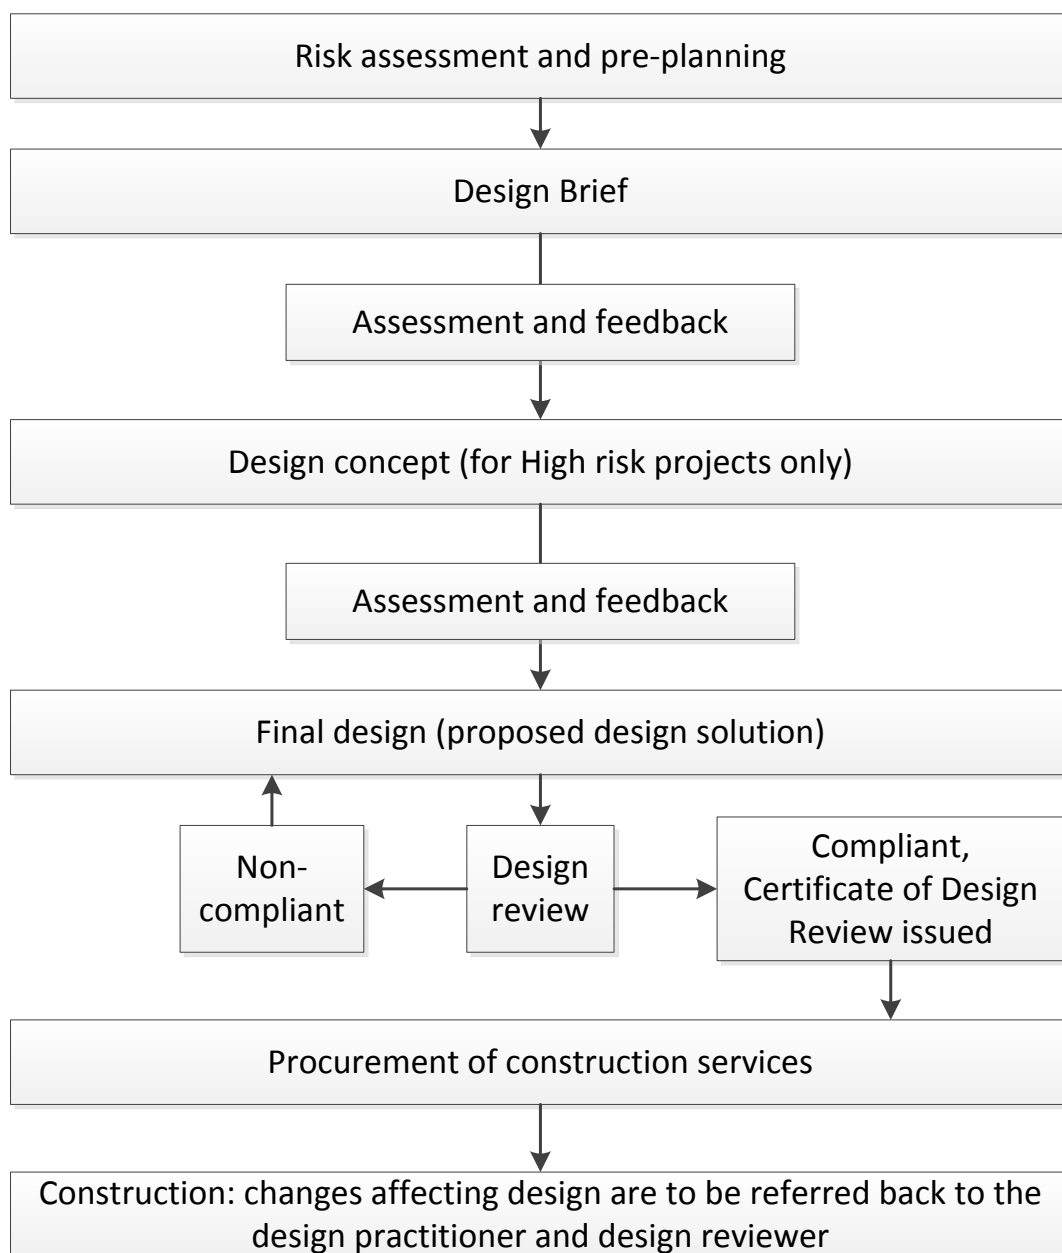 Risk assessment and pre-planning
Design Brief
Assessment and feedback
Design concept (for High risk projects only)
Assessment and feedback
Final design (proposed design solution)
Non-
compliant
Design
review
Compliant,
Certificate of Design
Review issued
Procurement of construction services
Construction: changes affecting design are to be referred back to the
design practitioner and design reviewer